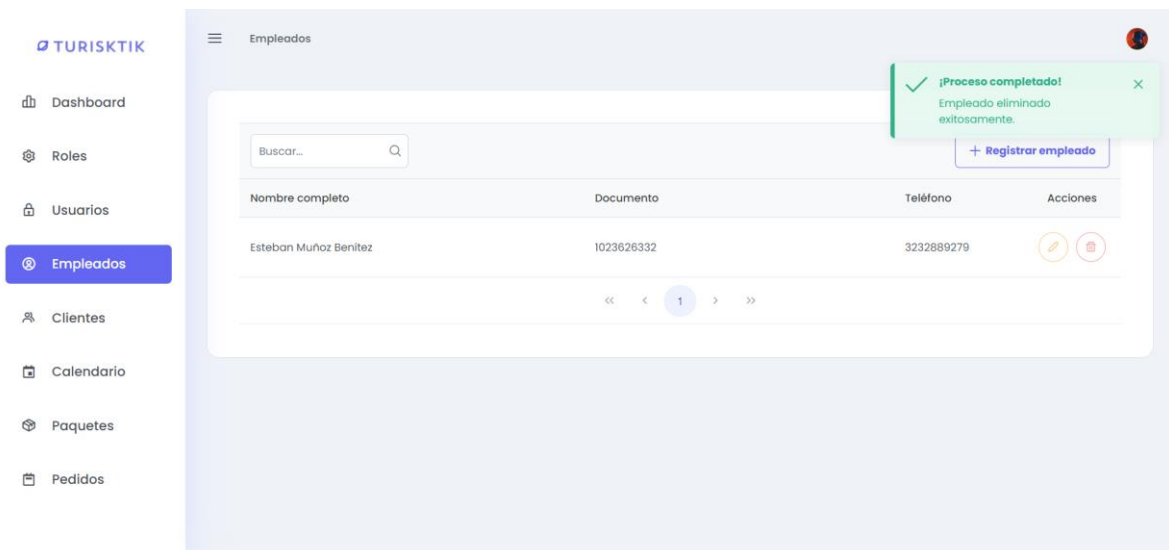 TURISKTIK
Empleados
¡Proceso completado!
Empleado eliminado
exitosamente.
Dashboard
Roles
Usuarios
Empleados
Clientes
Calendario
Paquetes
Pedidos
Buscar...
+ Registrar empleado
Nombre completo Documento Teléfono Acciones
Esteban Muñoz Benítez 1023626332 3232889279
<< < 1 > >>